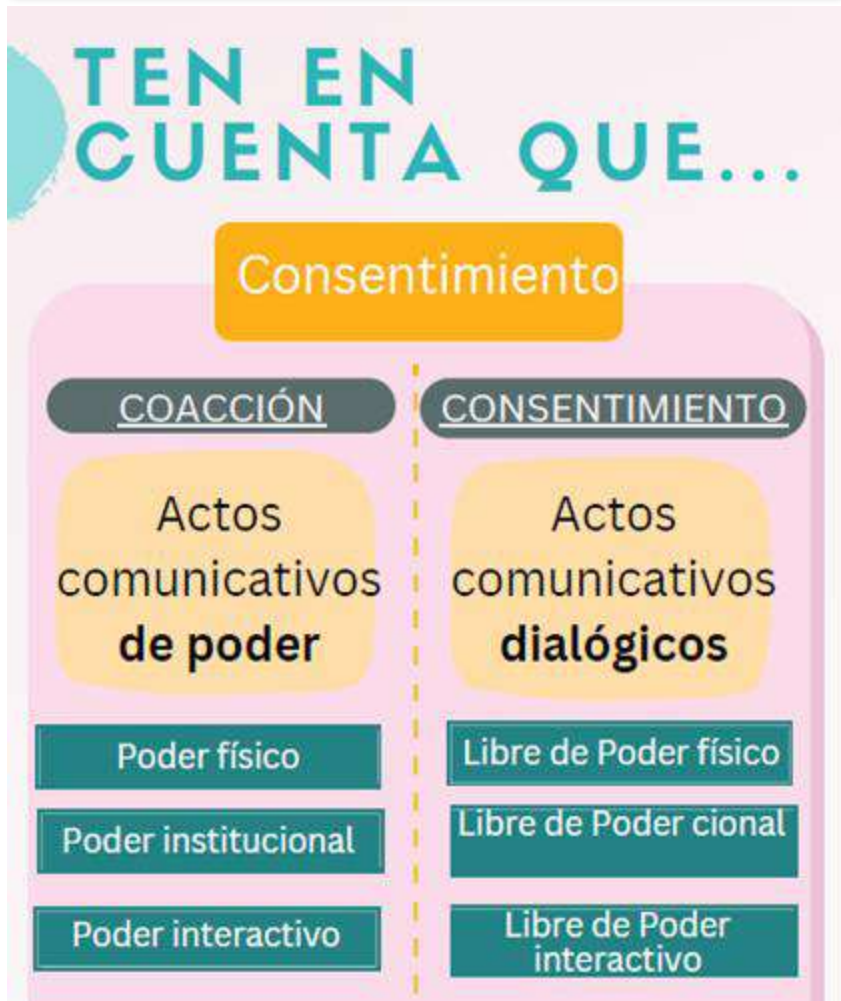 TEN EN
CUENTA QUE...
Consentimiento
COACCIÓN
Actos
comunicativos
de poder
Poder físico
Poder institucional
Poder interactivo
CONSENTIMIENTO
Actos
comunicativos
dialógicos
Libre de Poder físico
Libre de Poder cional
Libre de Poder
interactivo